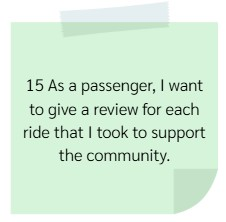 15 As a passenger, I want
to give a review for each
ride that I took to support
the community.